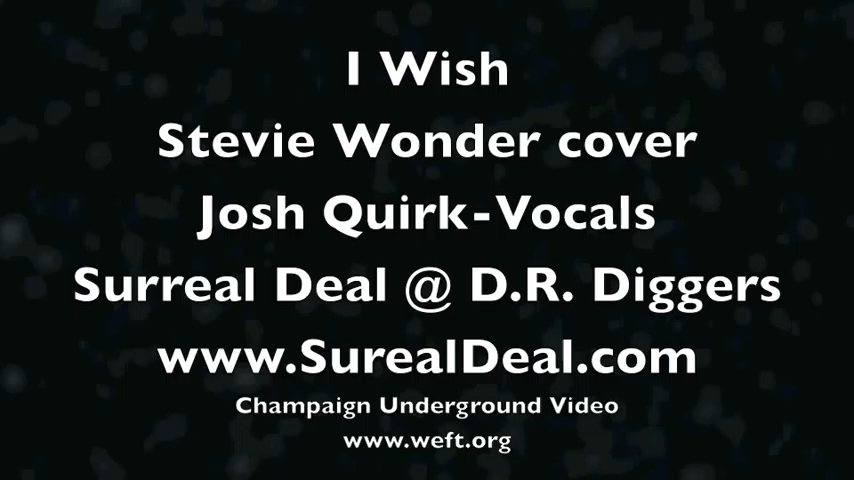 I Wish
Stevie Wonder cover
Josh Quirk-Vocals
Surreal Deal @ D.R. Diggers
www.SurealDeal.com
Champaign Underground Video
www.weft.org